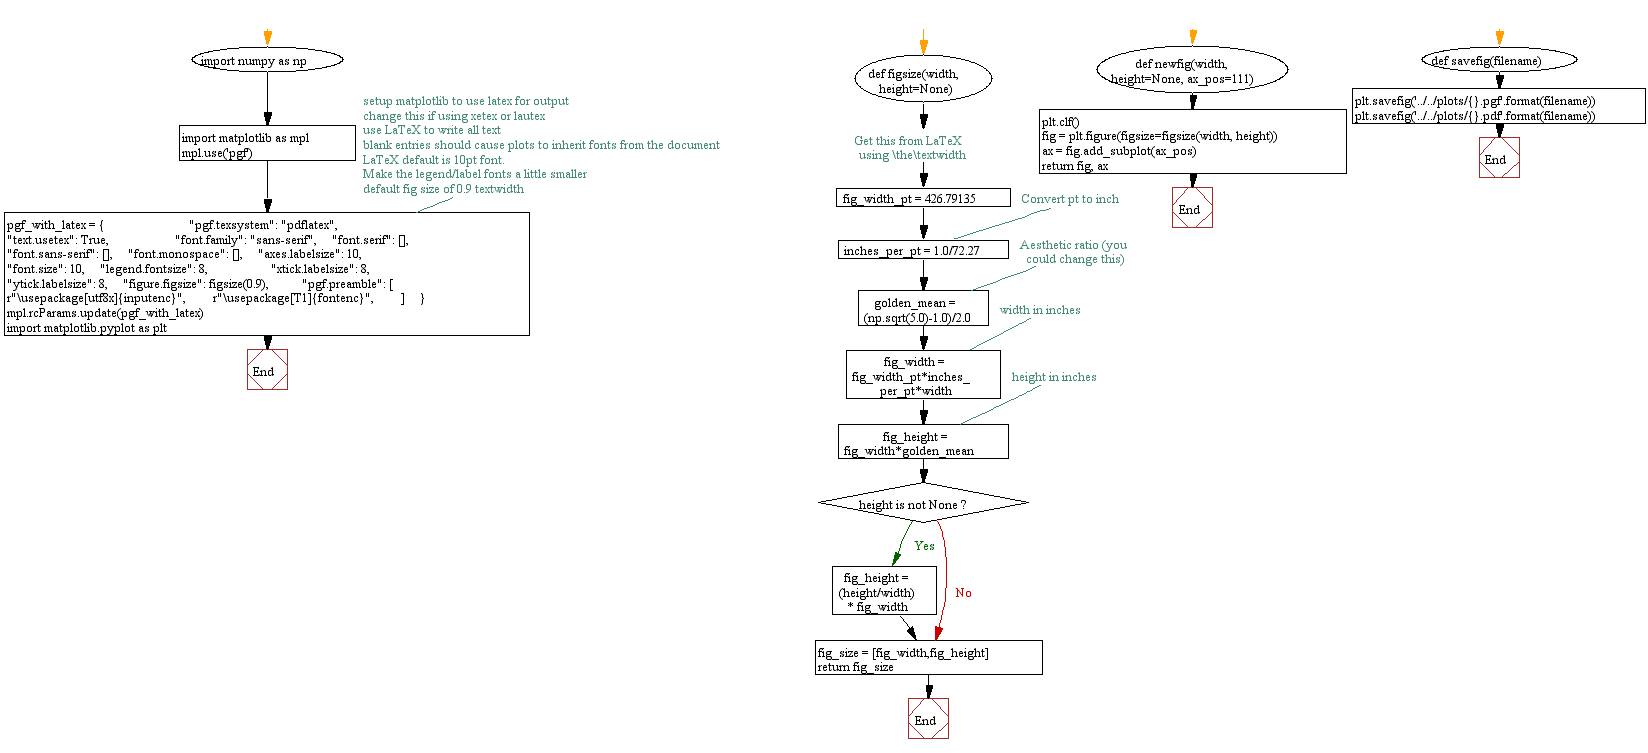 import numpy as np
setup matplotlib to use latex for output
change this if using xetex or lautex
use LaTeX to write all text
blank entries should cause plots to inherit fonts from the document
LaTeX default is 10pt font.
Make the legend/label fonts a little smaller
default fig size of 0.9 textwidth
import matplotlib as mpl
mpl.use('pgf')
pgf_with_latex = { "pgf.texsystem": "pdflatex",
"text.usetex": True, "font.family": "sans-serif", "font.serif": [],
"font.sans-serif": [], "font.monospace": [], "axes.labelsize": 10,
"font.size": 10, "legend.fontsize": 8, "xtick.labelsize": 8,
"ytick.labelsize": 8, "figure.figsize": figsize(0.9), "pgf.preamble": [
r"\usepackage[utf8x]{inputenc}", r"\usepackage[T1]{fontenc}", ] }
mpl.rcParams.update(pgf_with_latex)
import matplotlib.pyplot as plt
End
def figsize(width,
height=None)
Get this from LaTeX
using \the\textwidth
fig_width_pt = 426.79135
Convert pt to inch
inches_per_pt = 1.0/72.27
Aesthetic ratio (you
could change this)
golden_mean =
(np.sqrt(5.0)-1.0)/2.0
width in inches
fig_width =
fig_width_pt*inches_
per_pt*width
height in inches
fig_height =
fig_width*golden_mean
height is not None ?
Yes
No
fig_height =
(height/width)
* fig_width
fig_size = [fig_width,fig_height]
return fig_size
End
def newfig(width,
height=None, ax_pos=111)
plt.clf()
fig = plt.figure(figsize=figsize(width, height))
ax = fig.add_subplot(ax_pos)
return fig, ax
End
def savefig(filename)
plt.savefig('../../plots/{}.pgf'.format(filename))
plt.savefig('../../plots/{}.pdf'.format(filename))
End